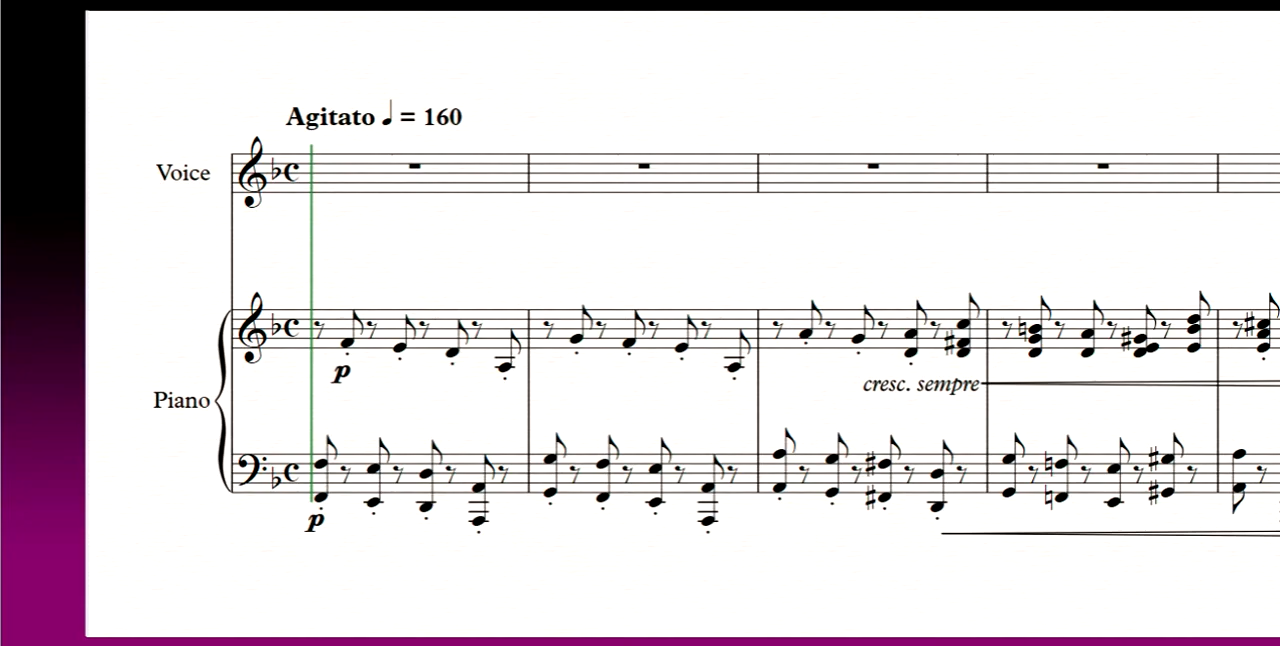 Agitato ♩ = 160
Voice
p
cresc. sempre
Piano
p